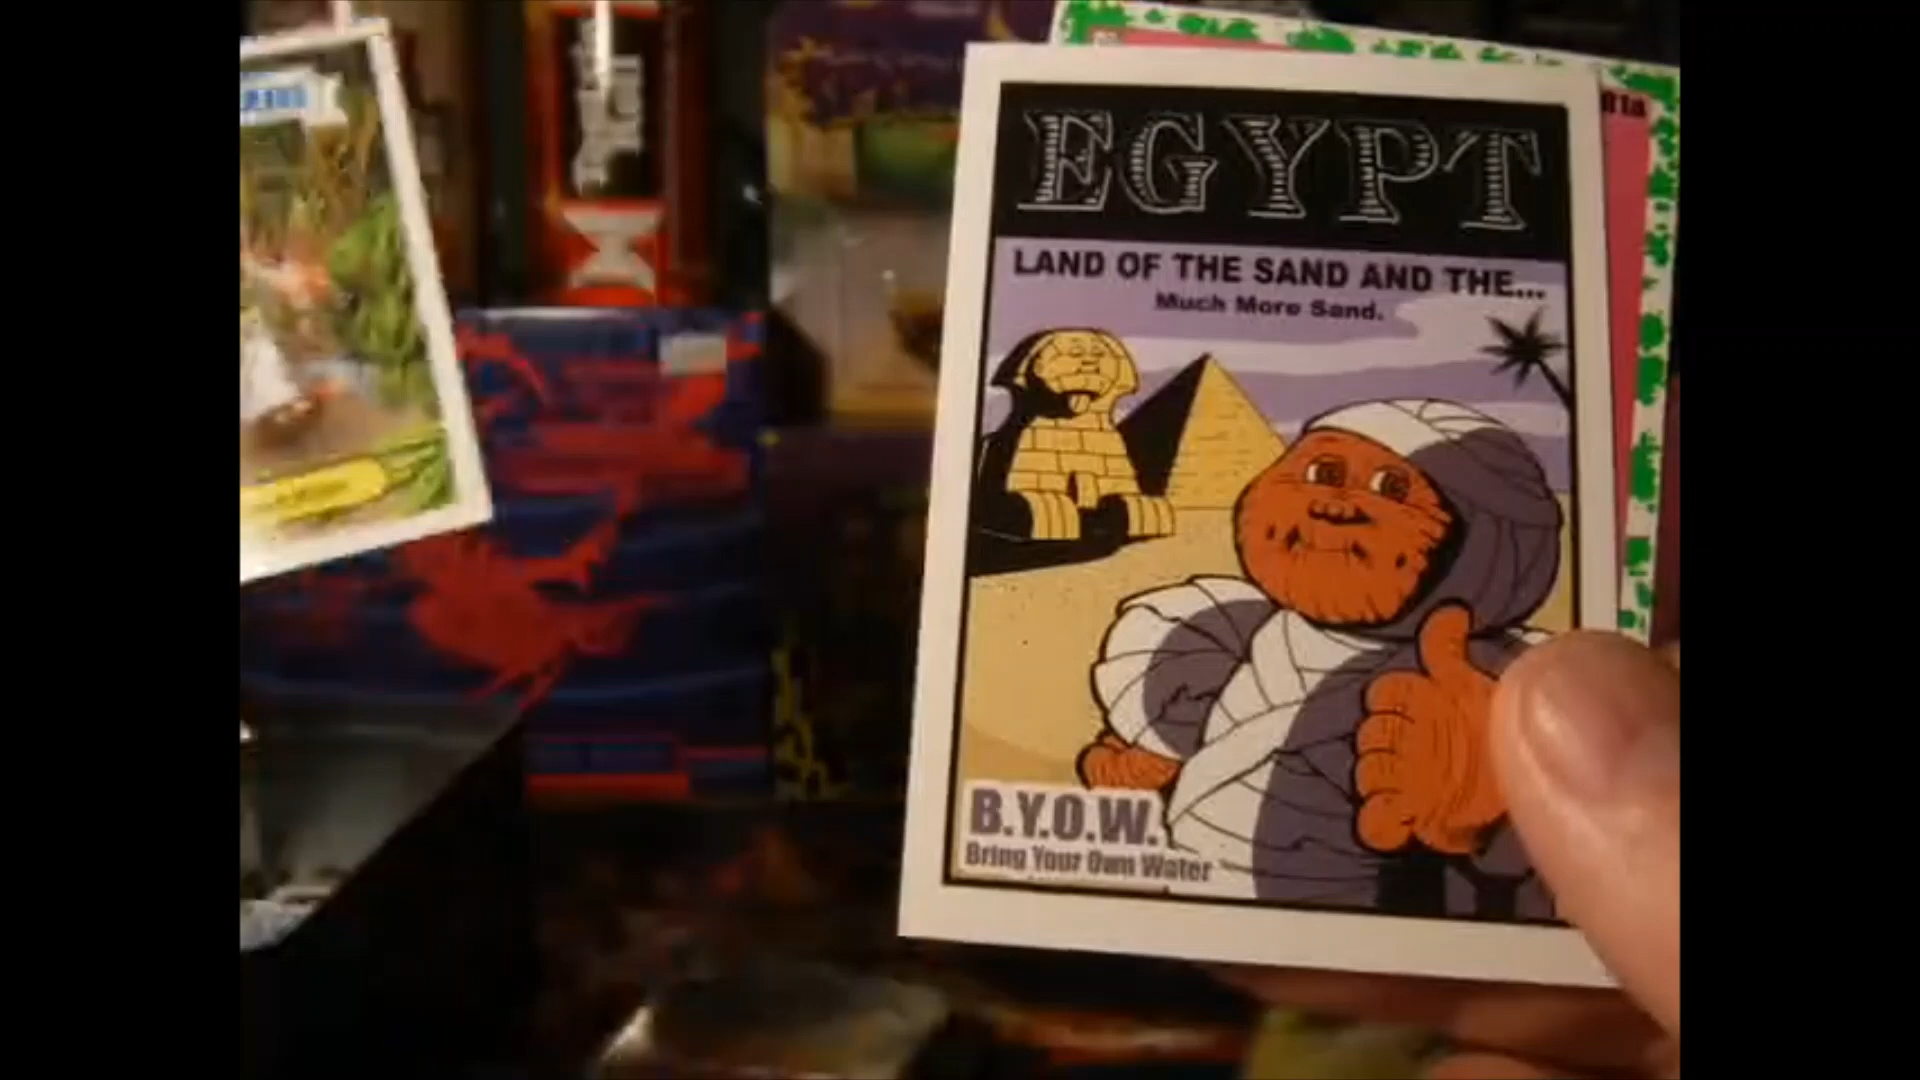 EGYPT
LAND OF THE SAND AND THE...
Much More Sand.
B.Y.O.W.
Bring Your Own Water